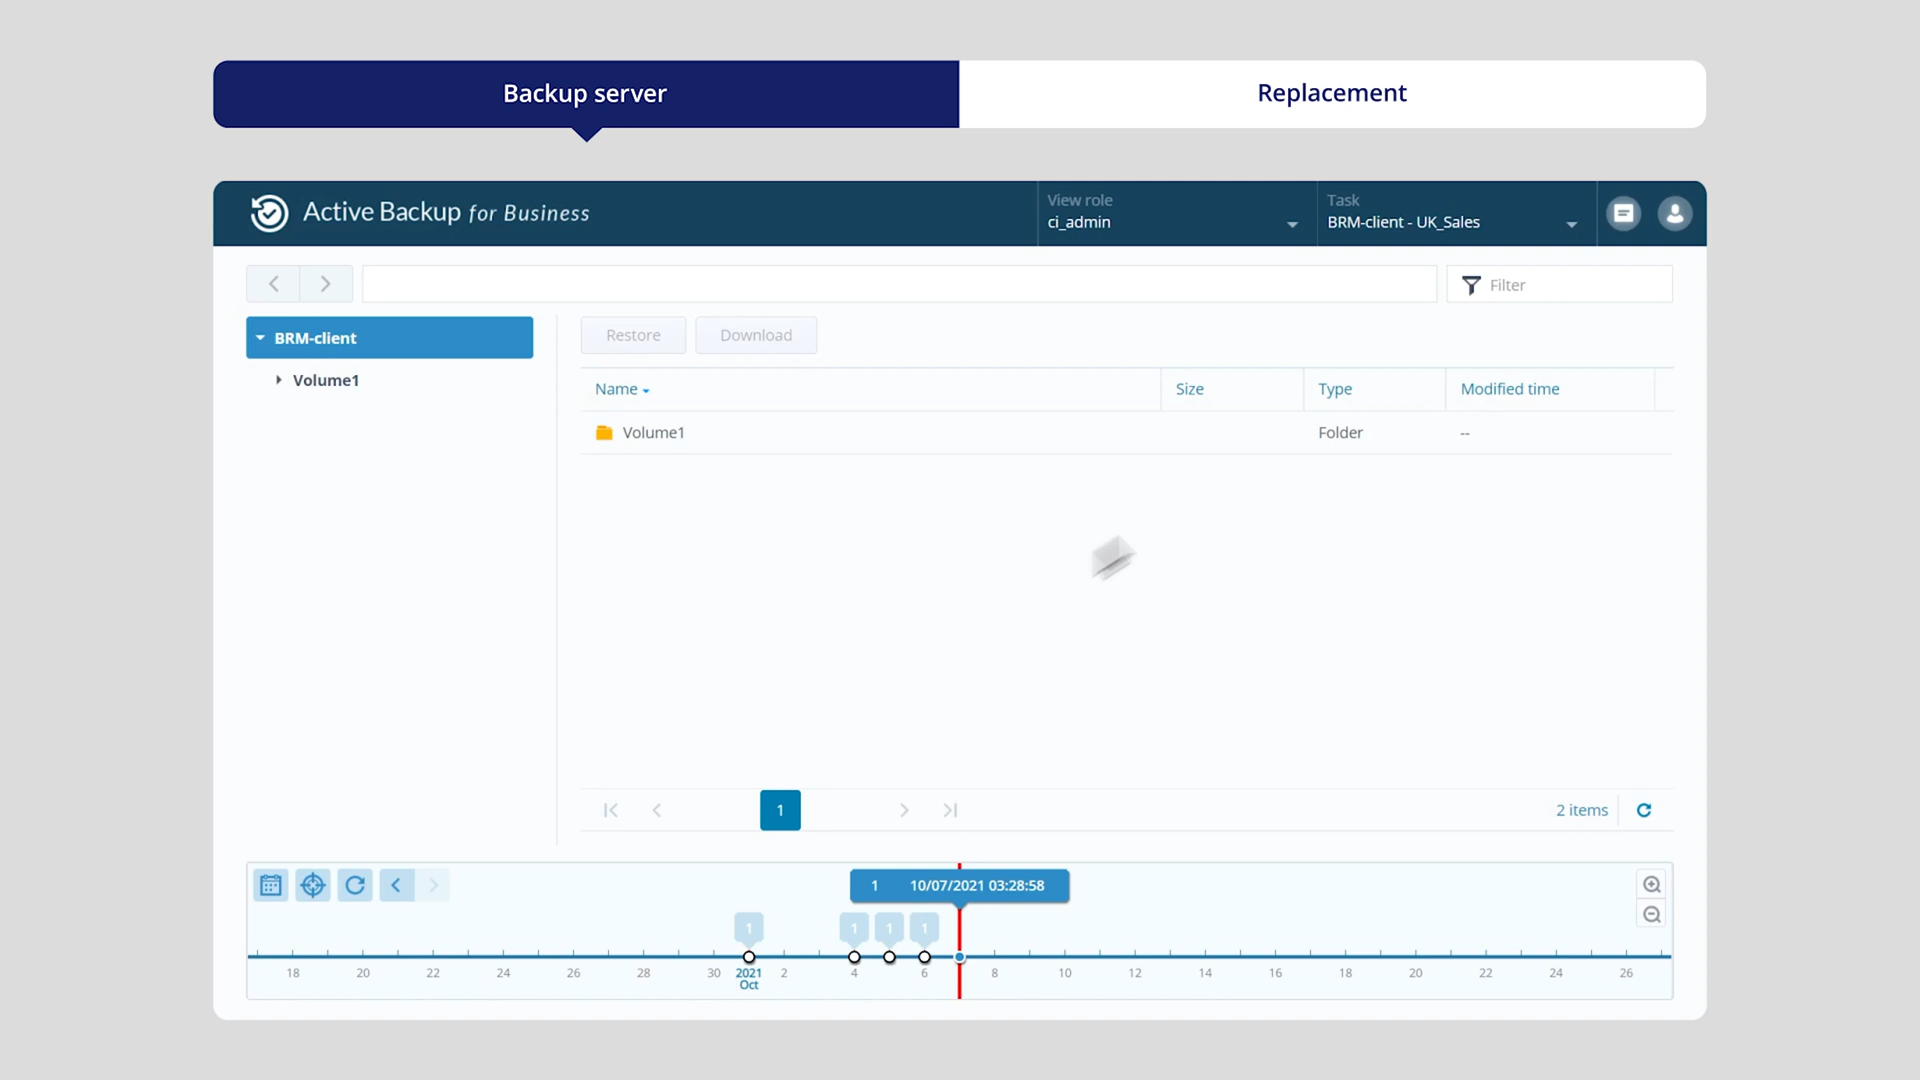 Backup server
Replacement
Active Backup for Business
View role
ci_admin
Task
BRM-client - UK_Sales
Filter
BRM-client
Volume1
Restore
Download
Name
Size
Type
Modified time
Volume1
Folder
--
1
2 items
1 10/07/2021 03:28:58
1
1
1
1
18
20
22
24
26
28
30
2021
Oct
2
4
6
8
10
12
14
16
18
20
22
24
26